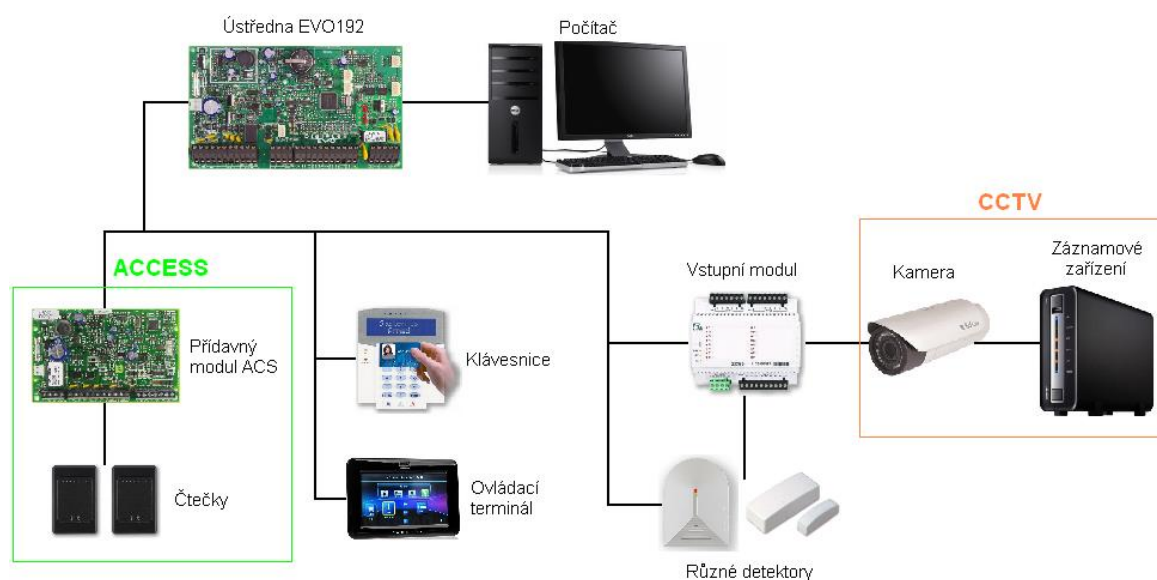 Ústředna EVO192
Počítač
CCTV
ACCESS
Vstupní modul
Kamera
Záznamové
zařízení
Přídavný
modul ACS
Klávesnice
Čtečky
Ovládací
terminál
Různé detektory